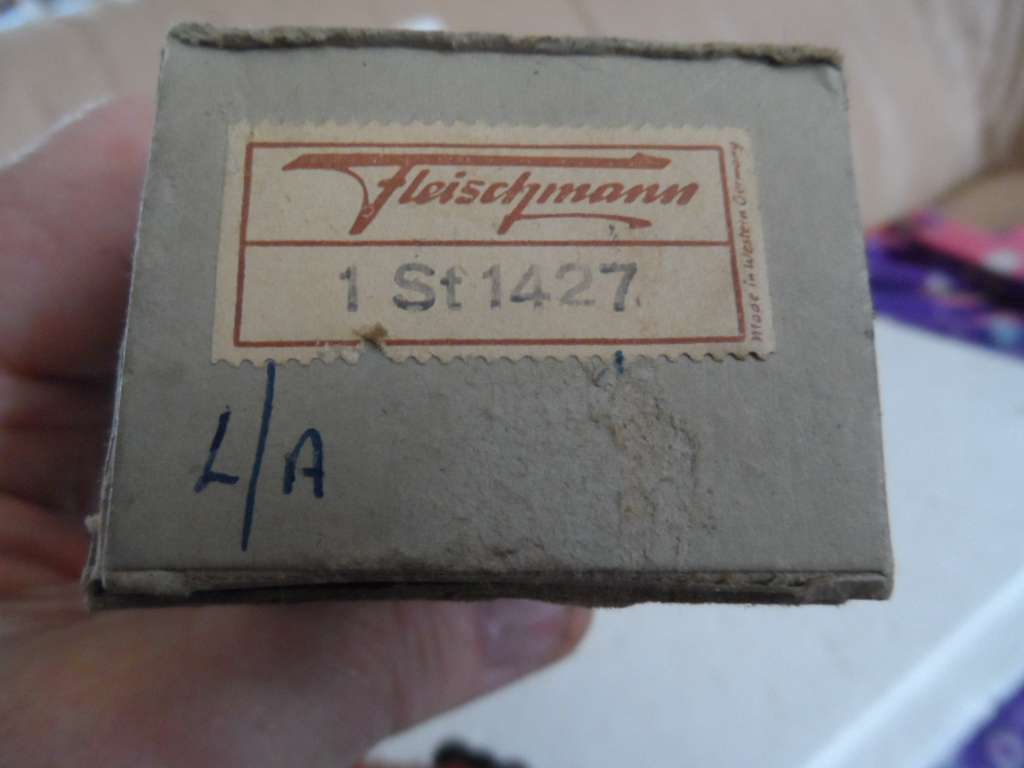 Fleischmann
1 St 1427
Made in Western Germany
L/A